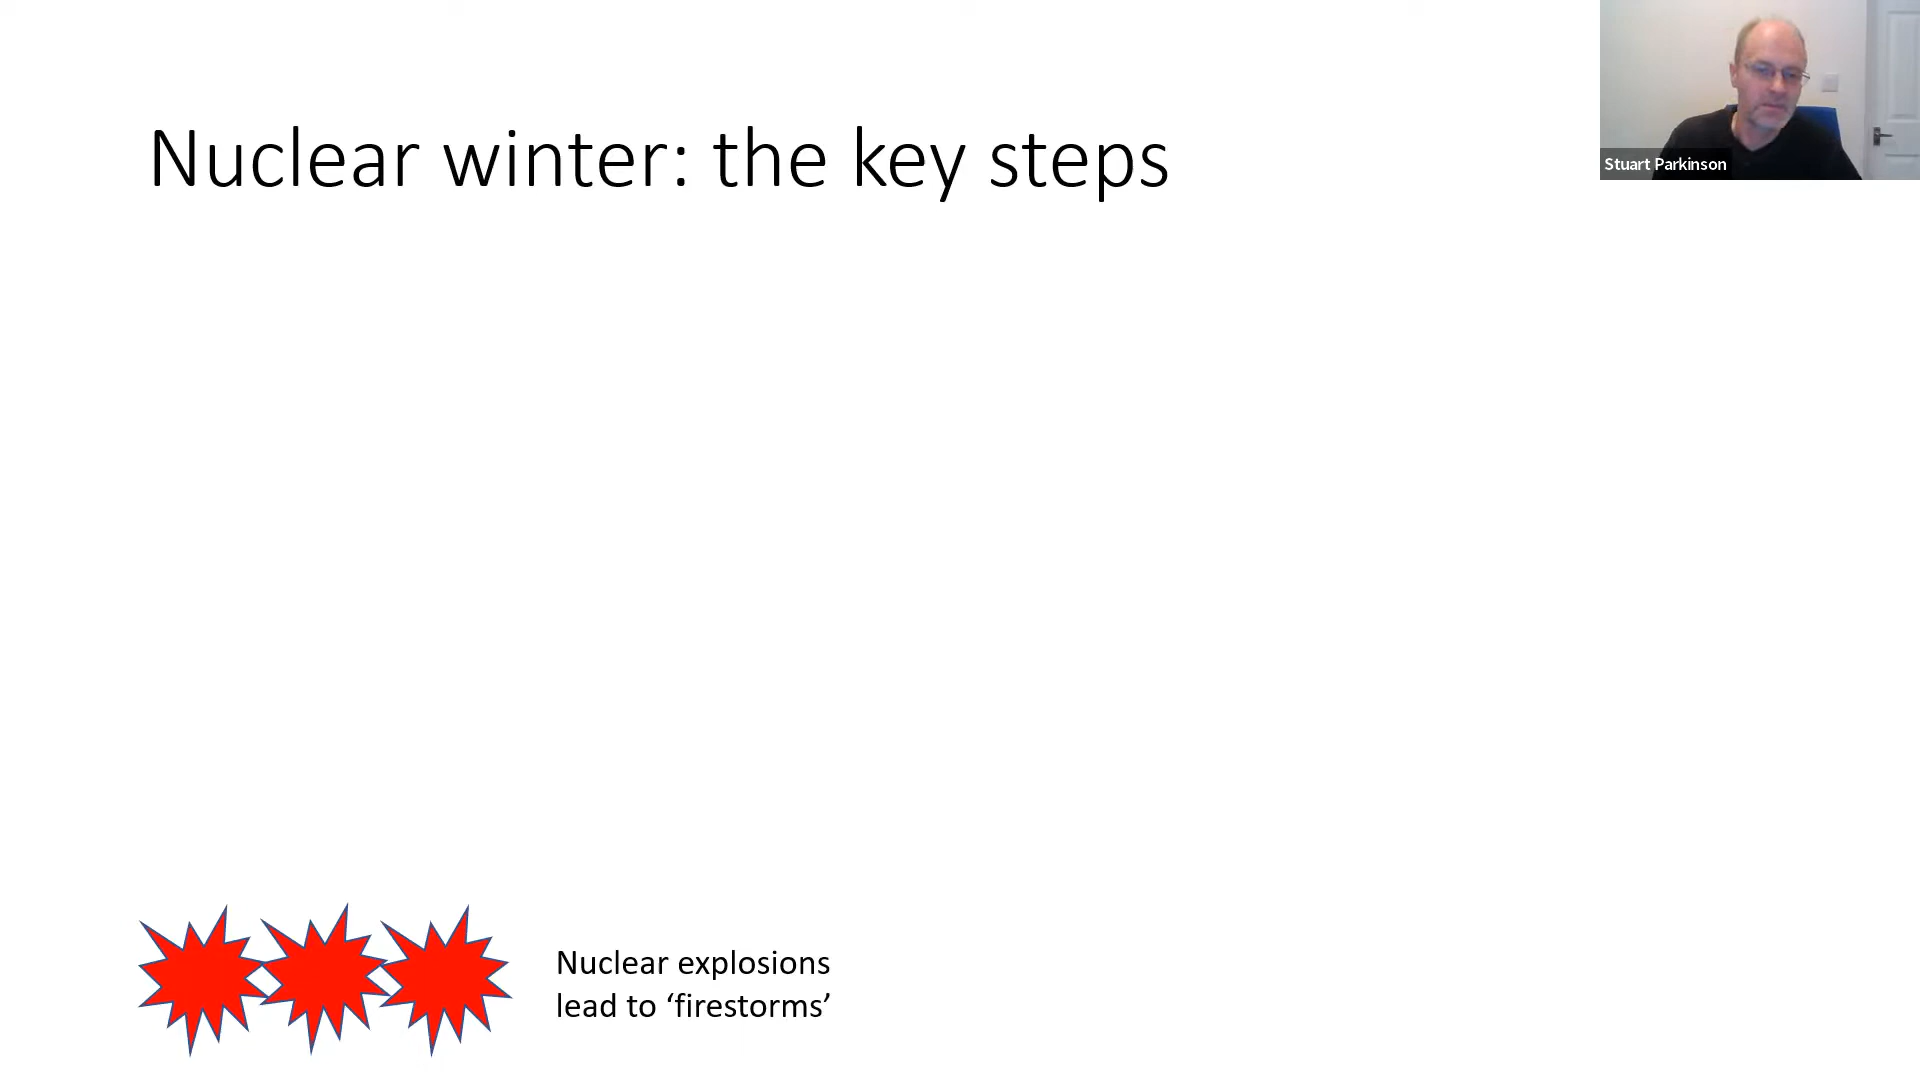 Nuclear winter: the key steps
Stuart Parkinson
Nuclear explosions
lead to ‘firestorms’